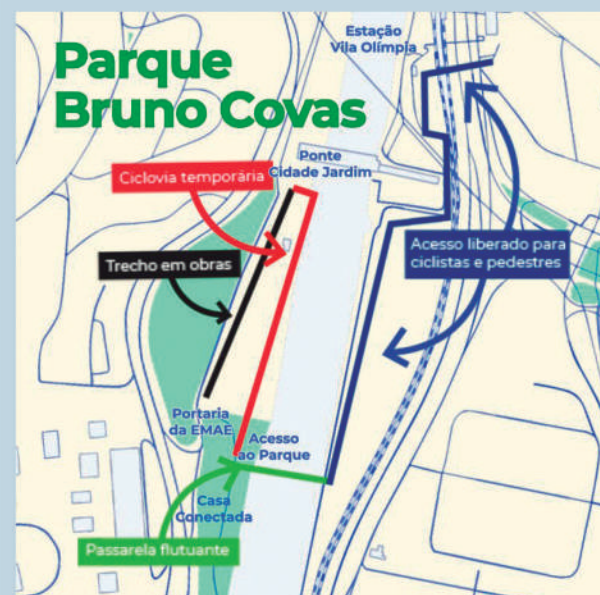 Parque
Bruno Covas
Estação
Vila Olímpia
Ponte
Cidade Jardim
Ciclovia temporária
Acesso liberado para
ciclistas e pedestres
Trecho em obras
Portaria
da EMAE
Acesso
ao Parque
Casa
Conectada
Passarela flutuante